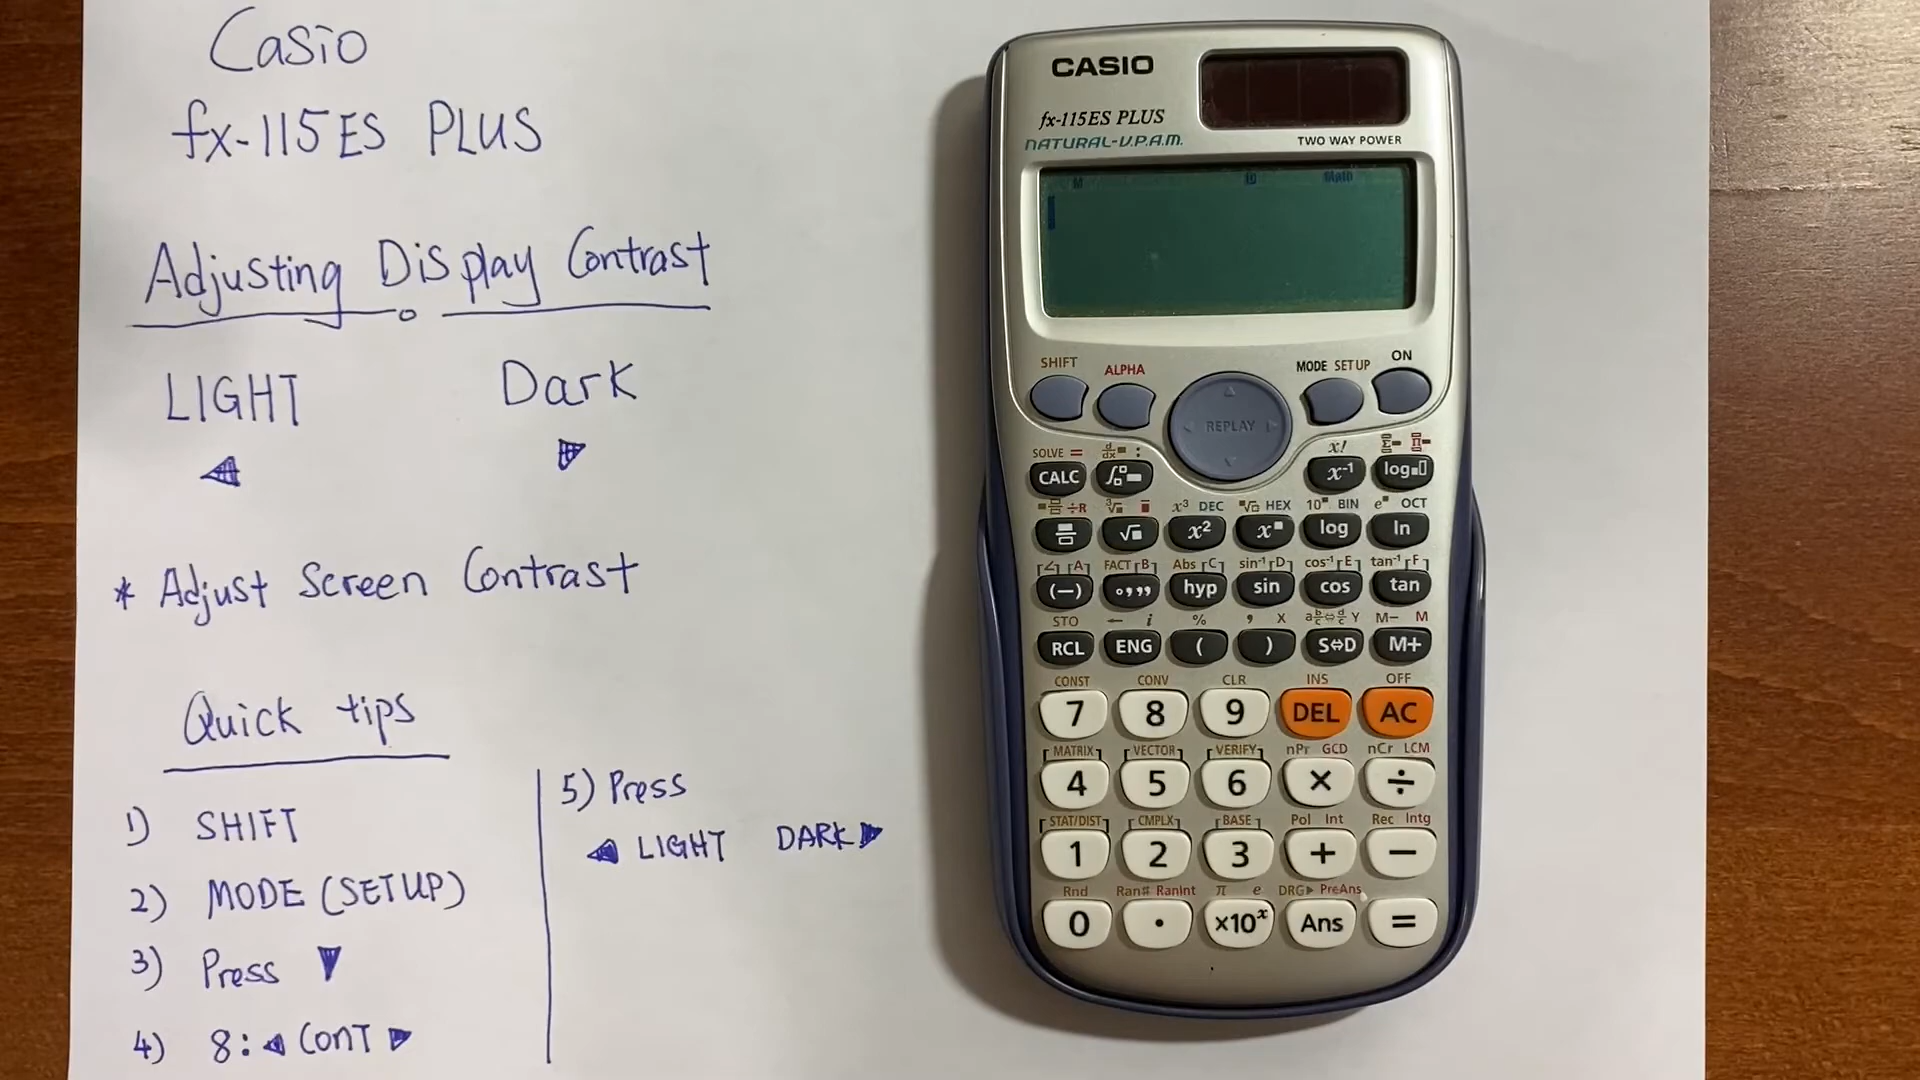 Casio
fx-115ES PLUS
Adjusting Display Contrast
LIGHT Dark
◀ ▶
* Adjust Screen Contrast
Quick tips
1) SHIFT
2) MODE (SETUP)
3) Press ▼
4) 8: ◀ CONT ▶
5) Press
◀ LIGHT DARK ▶
CASIO
fx-115ES PLUS
NATURAL-V.P.A.M.
TWO WAY POWER
M D Math
SHIFT ALPHA MODE SETUP ON
REPLAY
SOLVE = d/dx :  x! Σ Π
CALC ∫ x⁻¹ log
÷R ³√ x³ DEC √ HEX 10 BIN e OCT
√ x² x■ log ln
∠ A FACT B Abs C sin⁻¹ D cos⁻¹ E tan⁻¹ F
(−) °,,, hyp sin cos tan
STO ← i % , X a b/c ⇔ d/c Y M− M
RCL ENG ( ) S⇔D M+
CONST CONV CLR INS OFF
7 8 9 DEL AC
MATRIX VECTOR VERIFY nPr GCD nCr LCM
4 5 6 × ÷
STAT/DIST CMPLX BASE Pol Int Rec Intg
1 2 3 + −
Rnd Ran# RanInt π e DRG▶ PreAns
0 . ×10ˣ Ans =